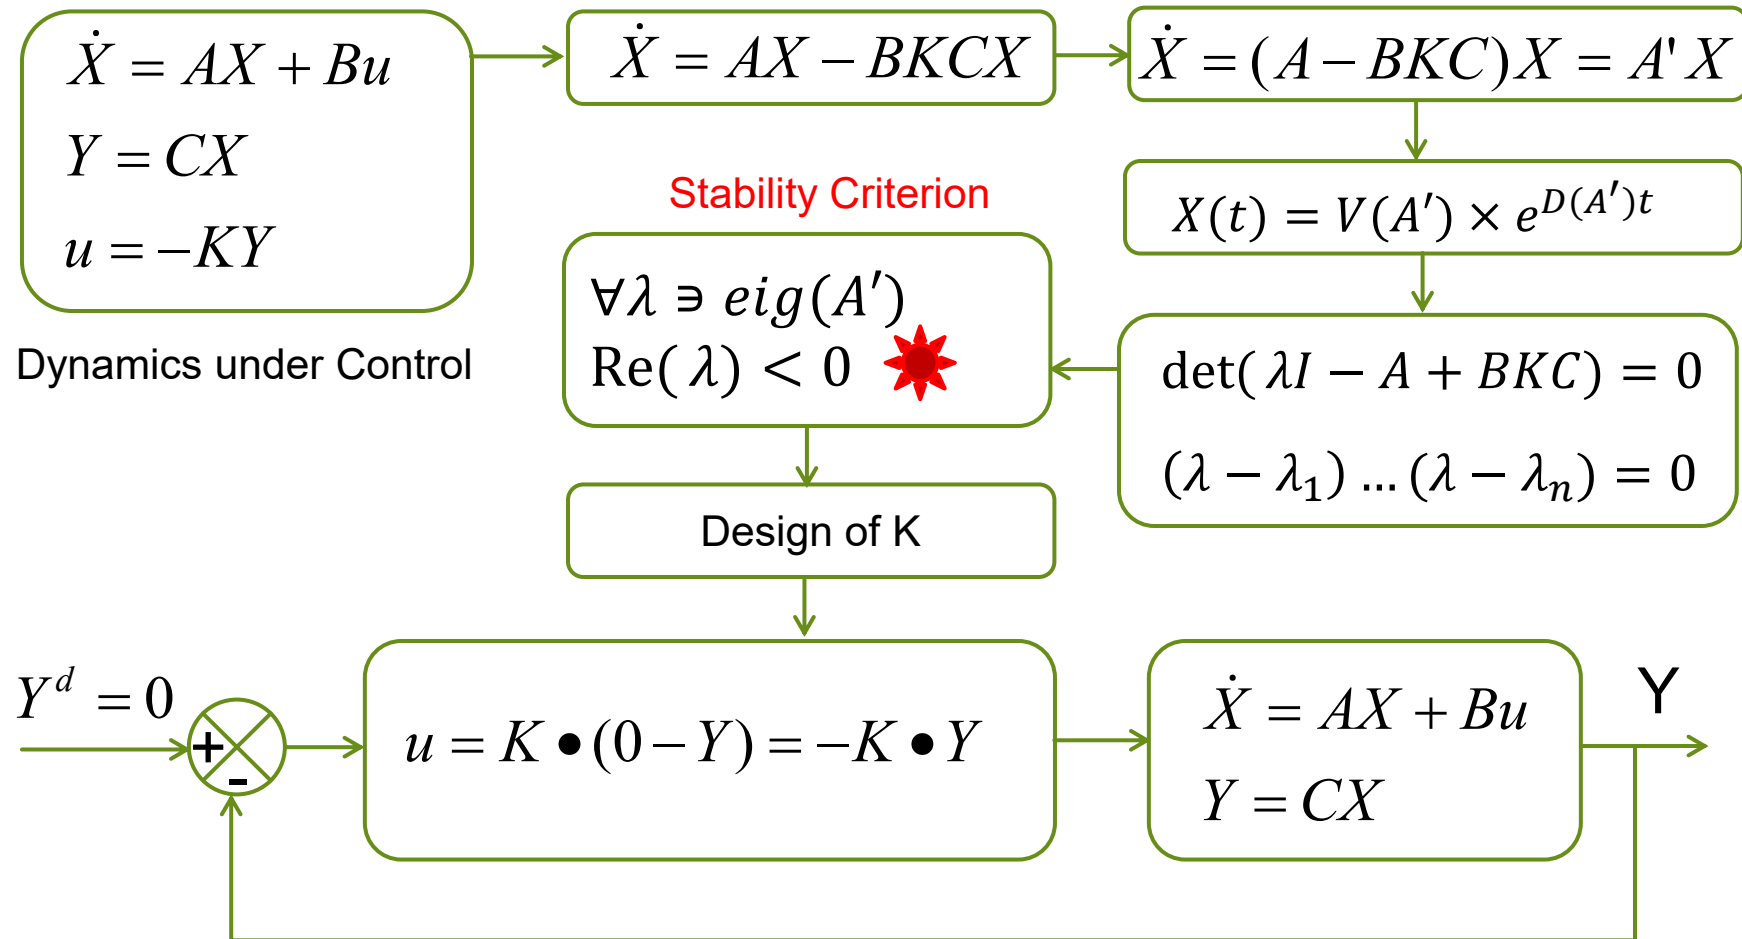 Ẋ = AX + Bu
Y = CX
u = −KY
Dynamics under Control
Ẋ = AX − BKCX
Ẋ = (A − BKC)X = A' X
X(t) = V(A′) × e^{D(A′)t}
det(λI − A + BKC) = 0
(λ − λ₁) … (λ − λₙ) = 0
Stability Criterion
∀λ ∋ eig(A′)
Re(λ) < 0
Design of K
Y^d = 0
+
-
u = K • (0 − Y) = −K • Y
Ẋ = AX + Bu
Y = CX
Y